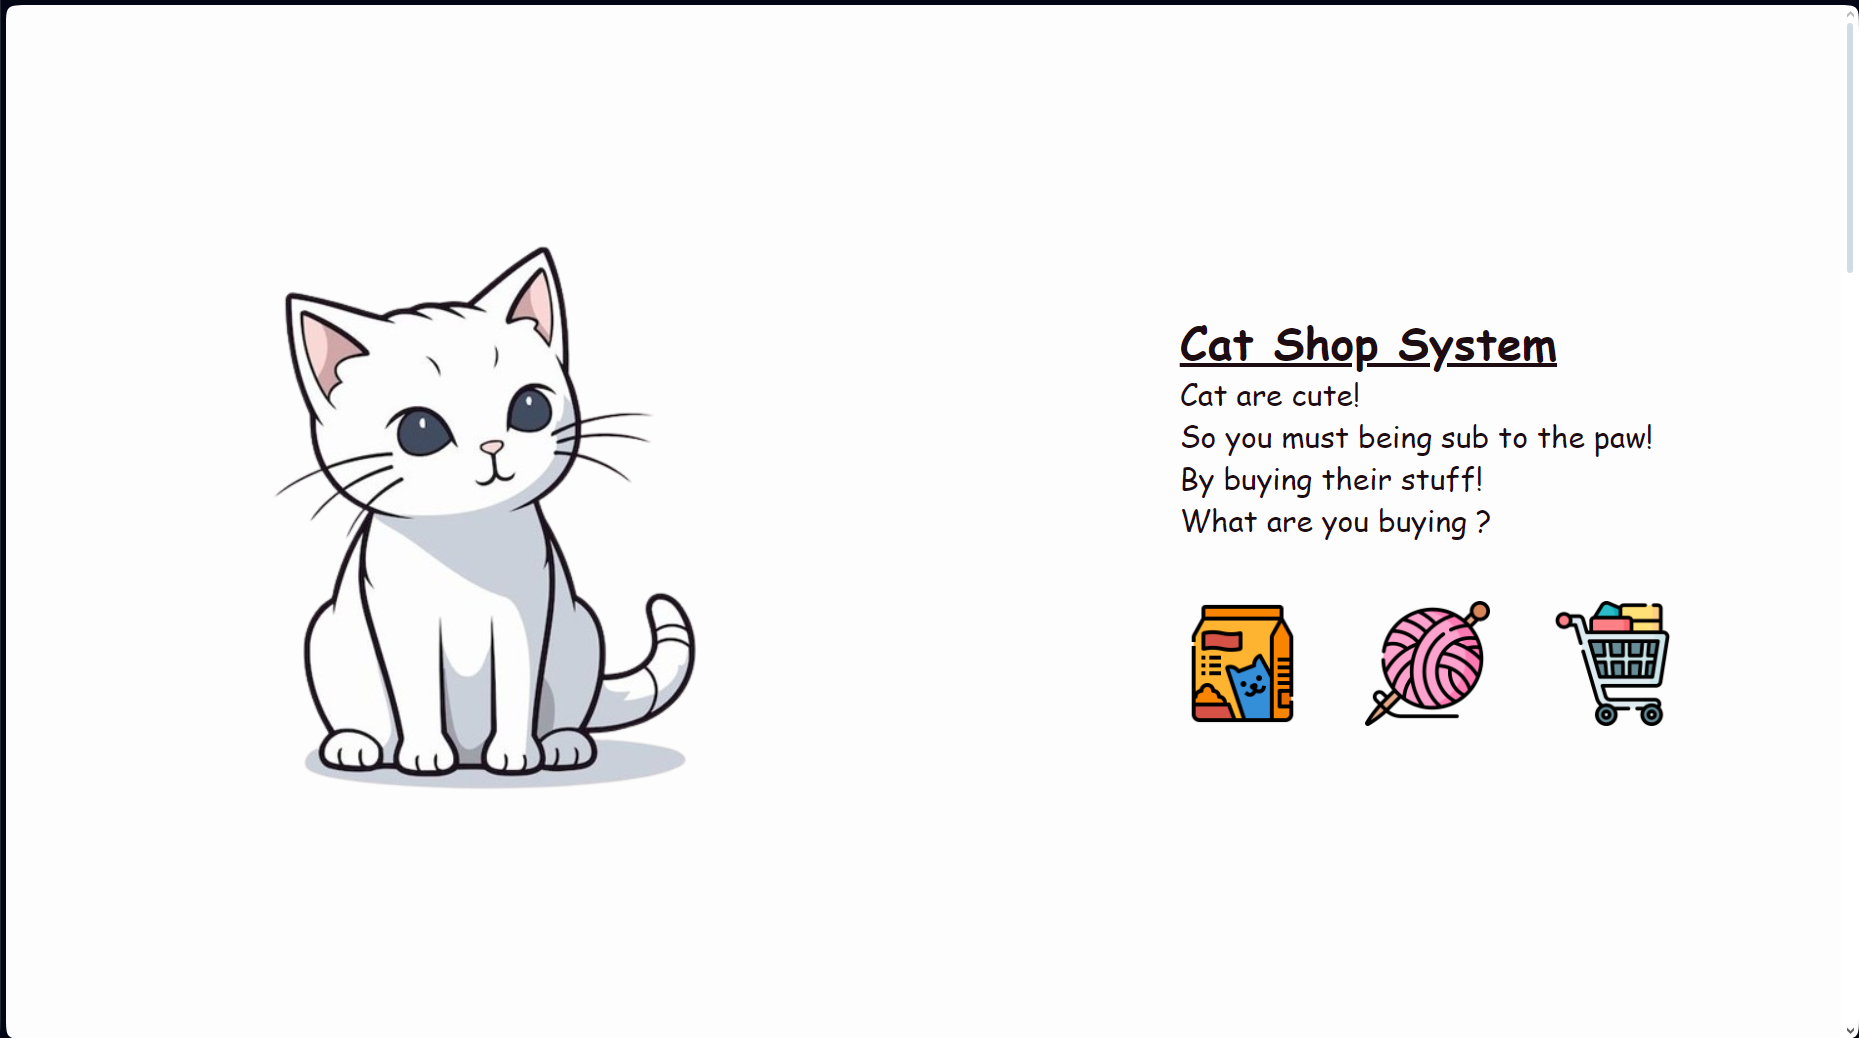 Cat Shop System
Cat are cute!
So you must being sub to the paw!
By buying their stuff!
What are you buying ?